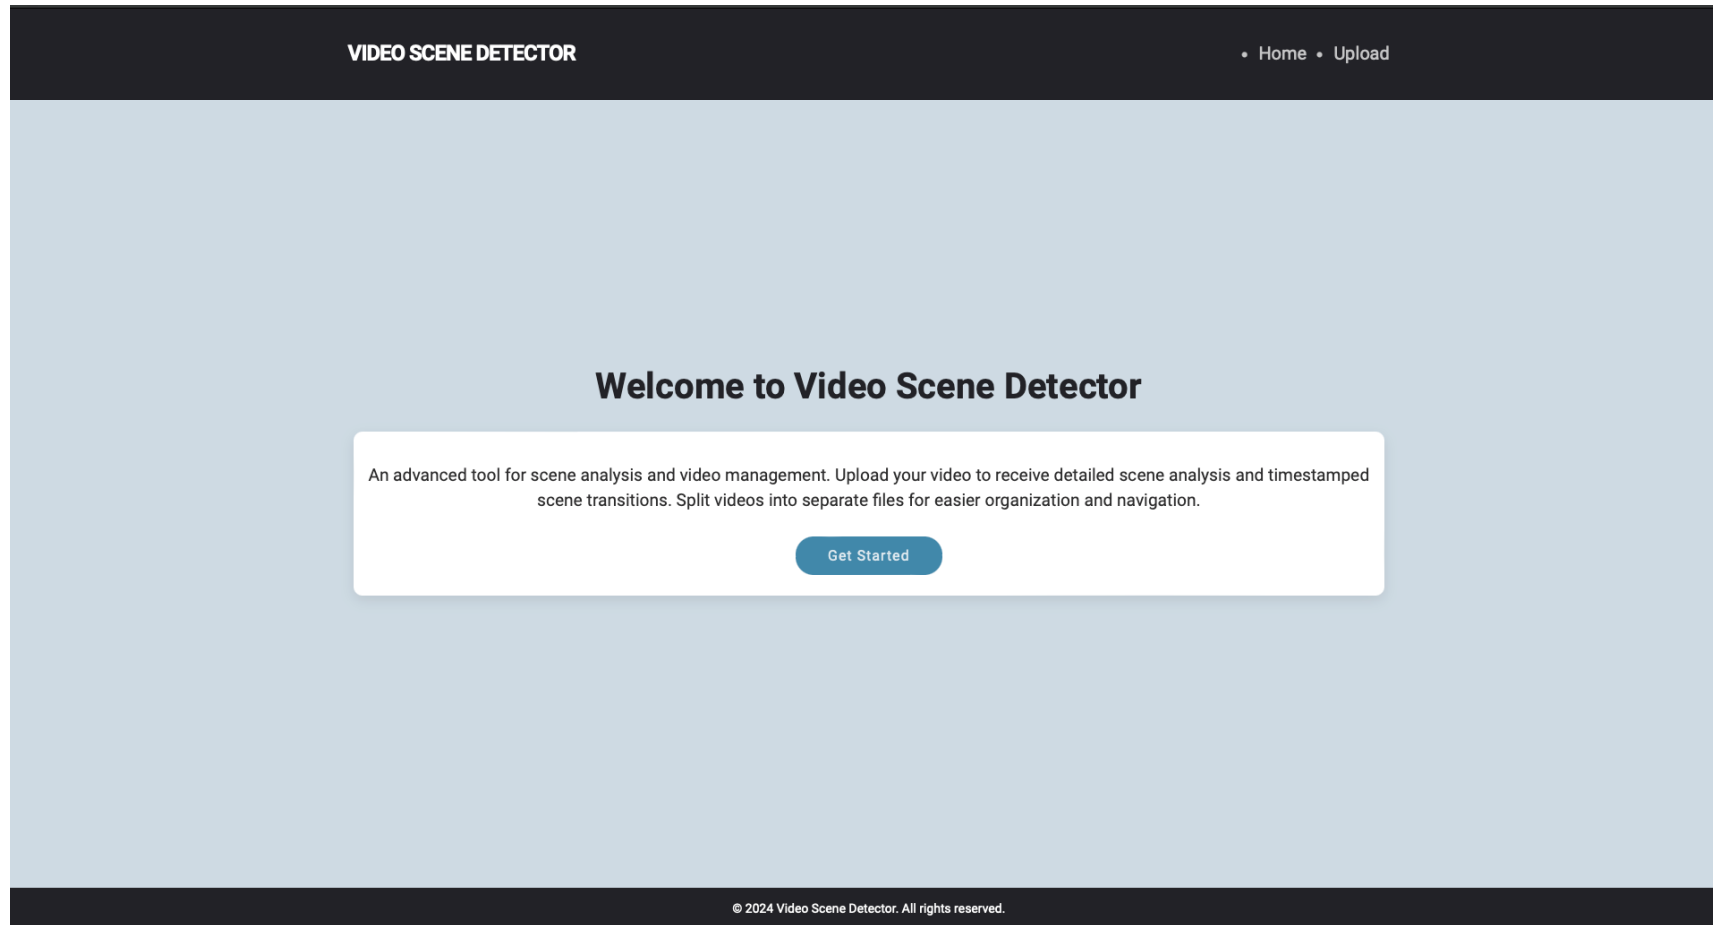 VIDEO SCENE DETECTOR
• Home • Upload
Welcome to Video Scene Detector
An advanced tool for scene analysis and video management. Upload your video to receive detailed scene analysis and timestamped
scene transitions. Split videos into separate files for easier organization and navigation.
Get Started
© 2024 Video Scene Detector. All rights reserved.